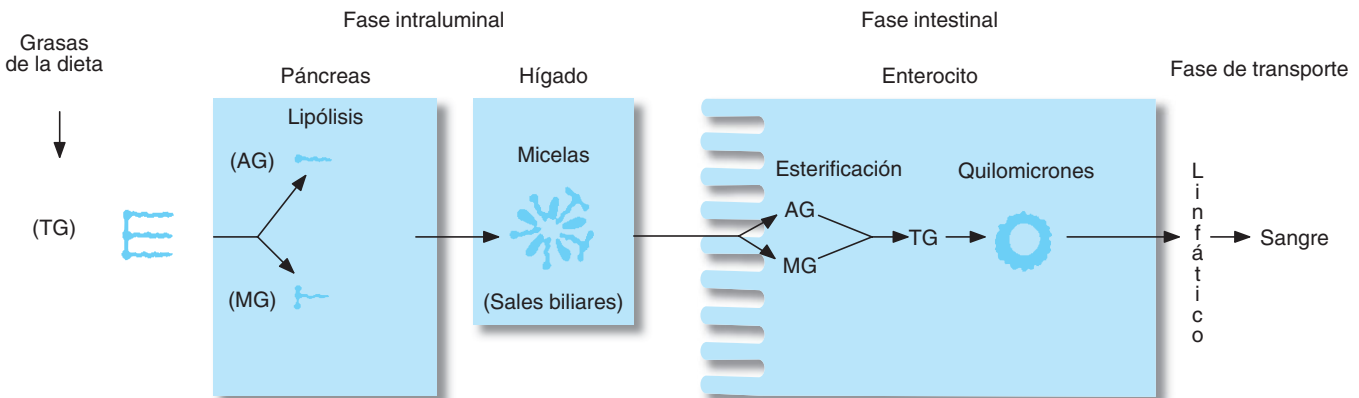 Fase intraluminal
Fase intestinal
Grasas
de la dieta
Páncreas
Hígado
Enterocito
Fase de transporte
Lipólisis
(AG)
Micelas
Esterificación
Quilomicrones
(TG)
AG
TG
MG
Linfático
Sangre
(MG)
(Sales biliares)